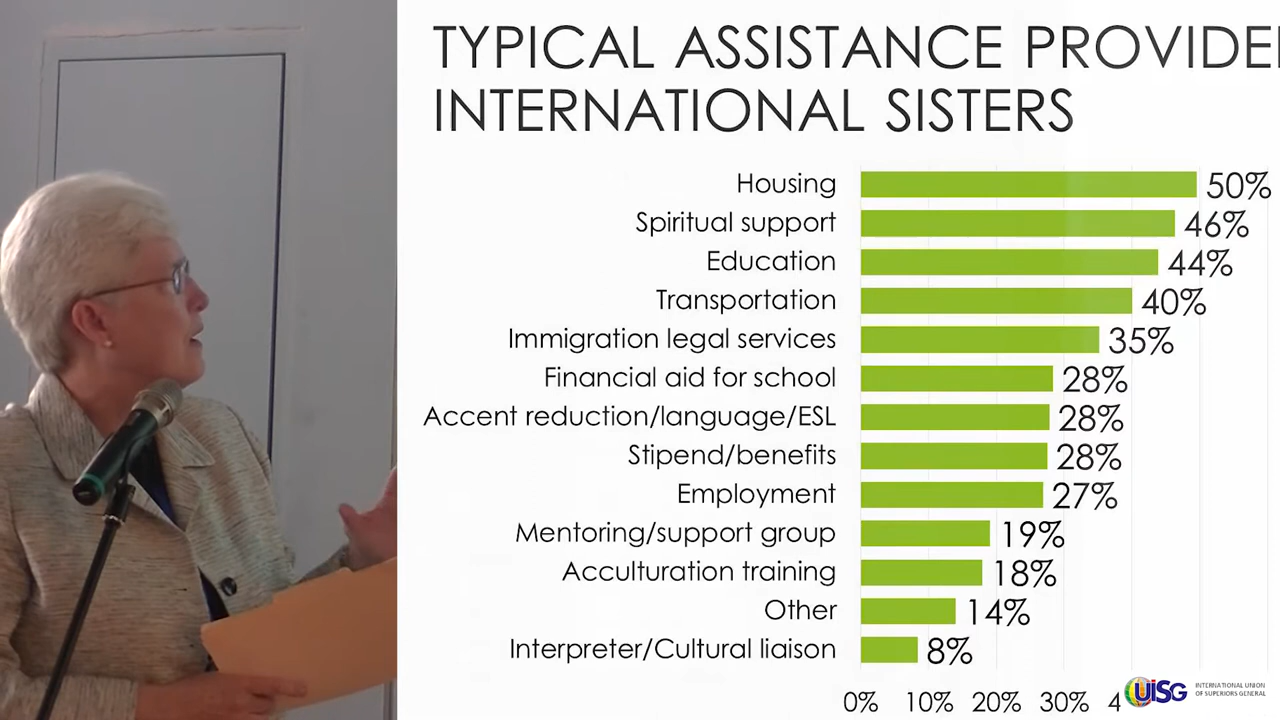 TYPICAL ASSISTANCE PROVIDE
INTERNATIONAL SISTERS
Housing 50%
Spiritual support 46%
Education 44%
Transportation 40%
Immigration legal services 35%
Financial aid for school 28%
Accent reduction/language/ESL 28%
Stipend/benefits 28%
Employment 27%
Mentoring/support group 19%
Acculturation training 18%
Other 14%
Interpreter/Cultural liaison 8%
0% 10% 20% 30% 4
UISG
INTERNATIONAL UNION
OF SUPERIORS GENERAL